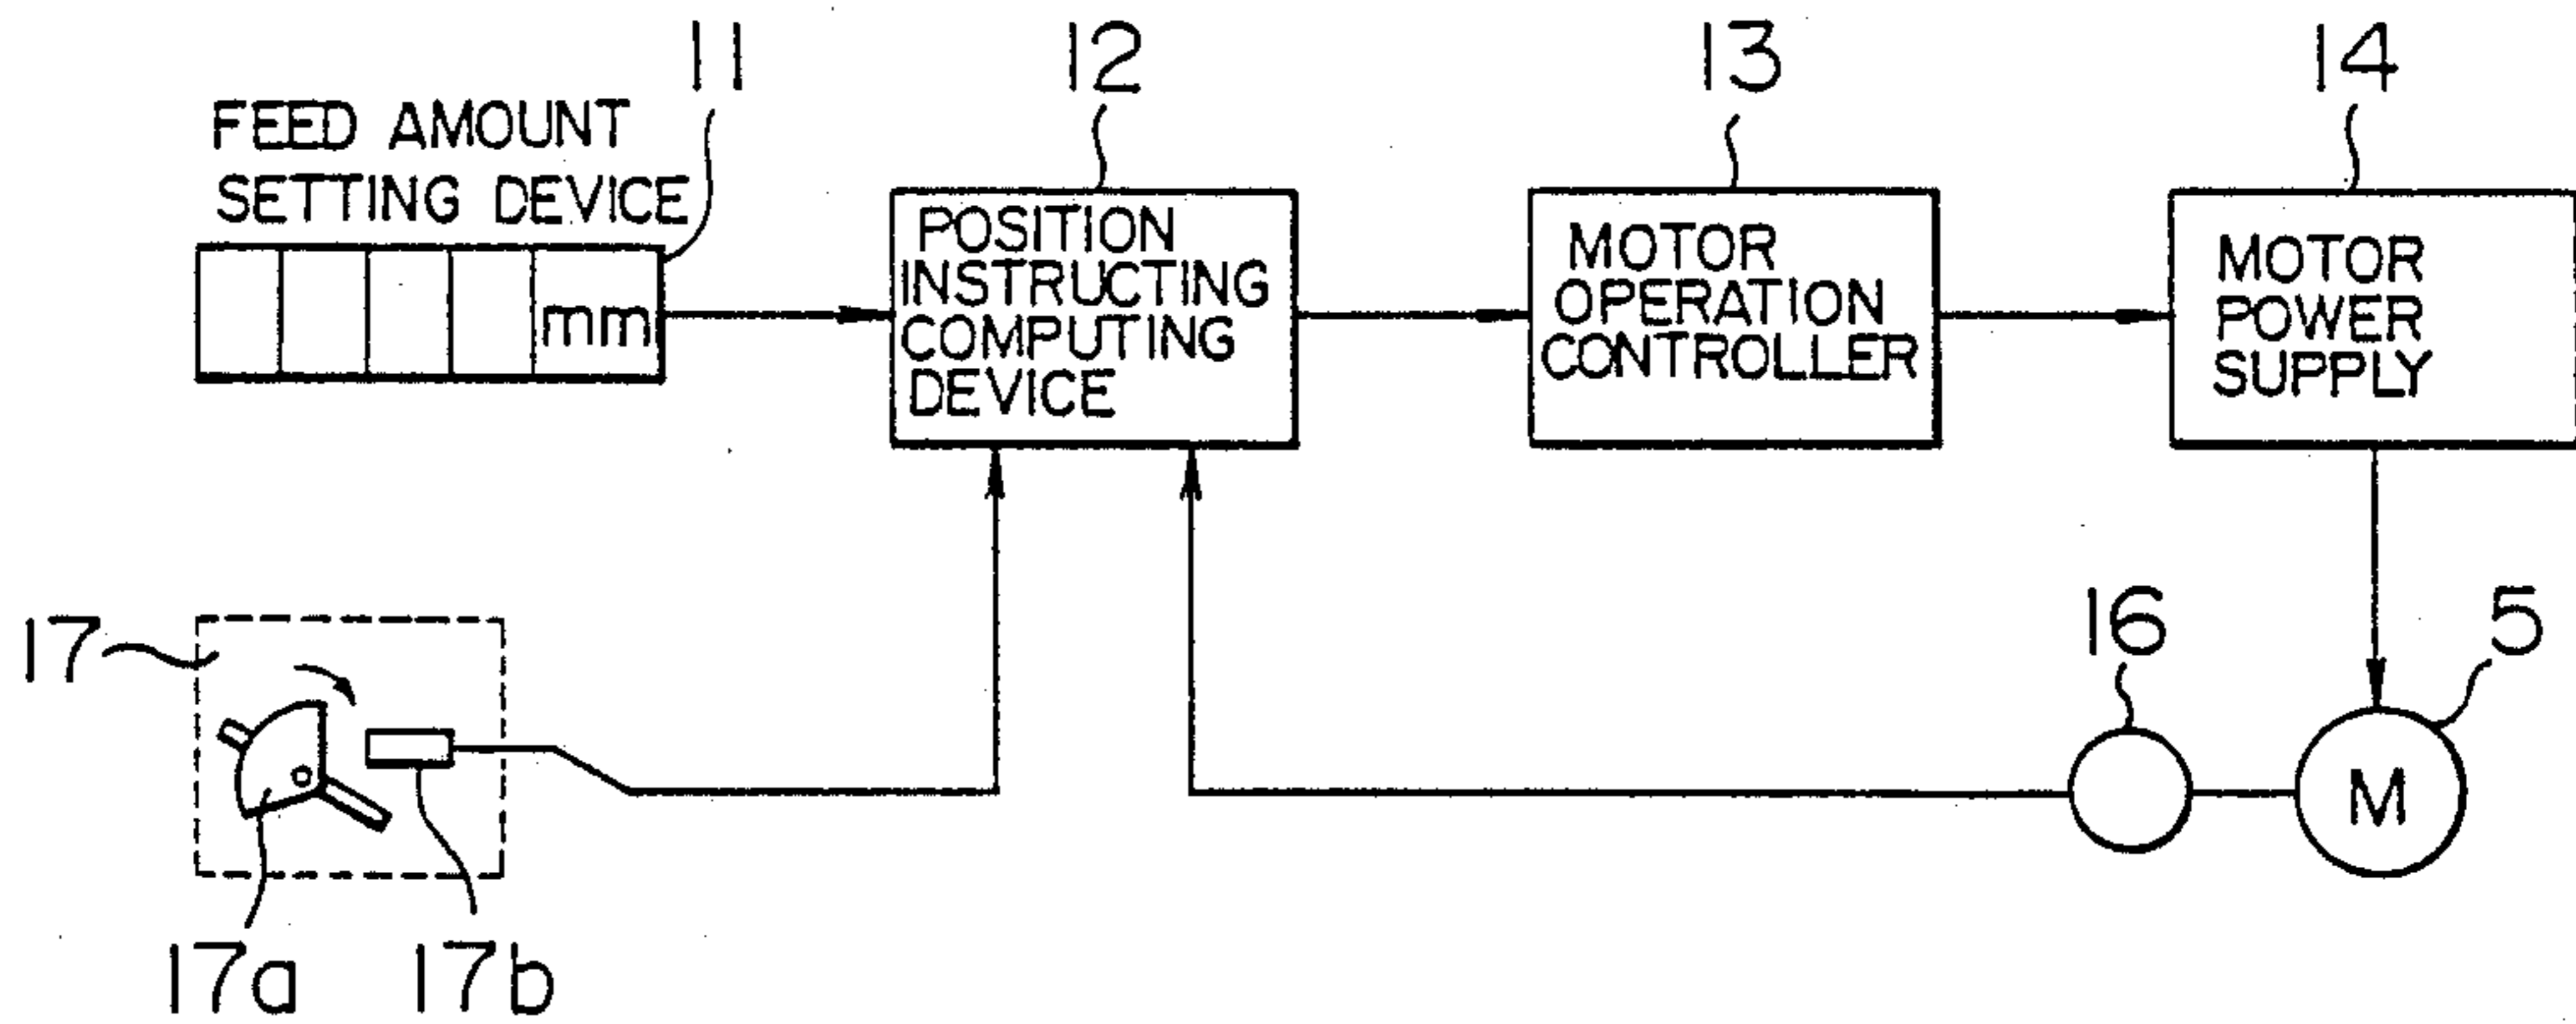 11
12
13
14
FEED AMOUNT
SETTING DEVICE
mm
POSITION
INSTRUCTING
COMPUTING
DEVICE
MOTOR
OPERATION
CONTROLLER
MOTOR
POWER
SUPPLY
17
16
5
M
17a
17b